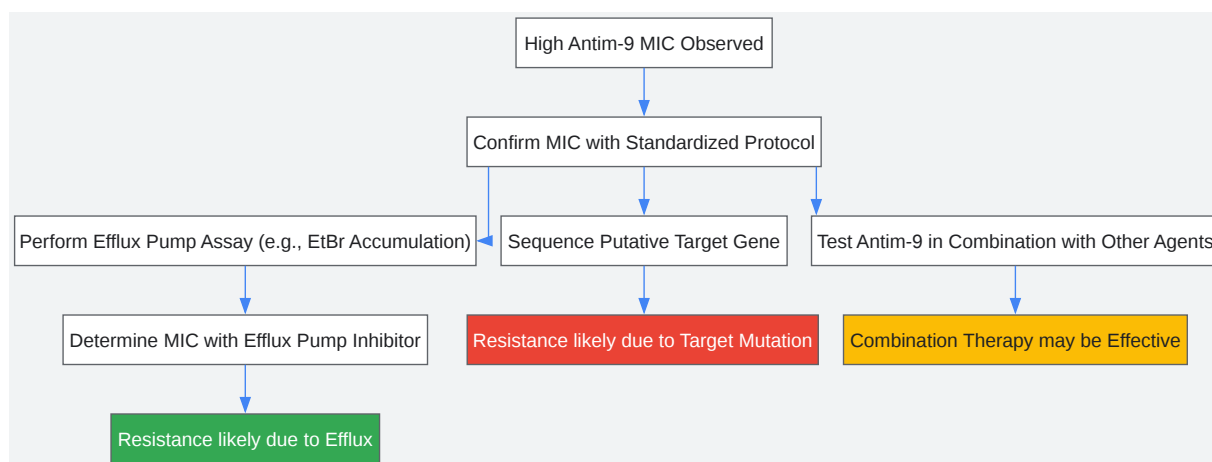 High Antim-9 MIC Observed
Confirm MIC with Standardized Protocol
Perform Efflux Pump Assay (e.g., EtBr Accumulation)
Sequence Putative Target Gene
Test Antim-9 in Combination with Other Agents
Determine MIC with Efflux Pump Inhibitor
Resistance likely due to Target Mutation
Combination Therapy may be Effective
Resistance likely due to Efflux